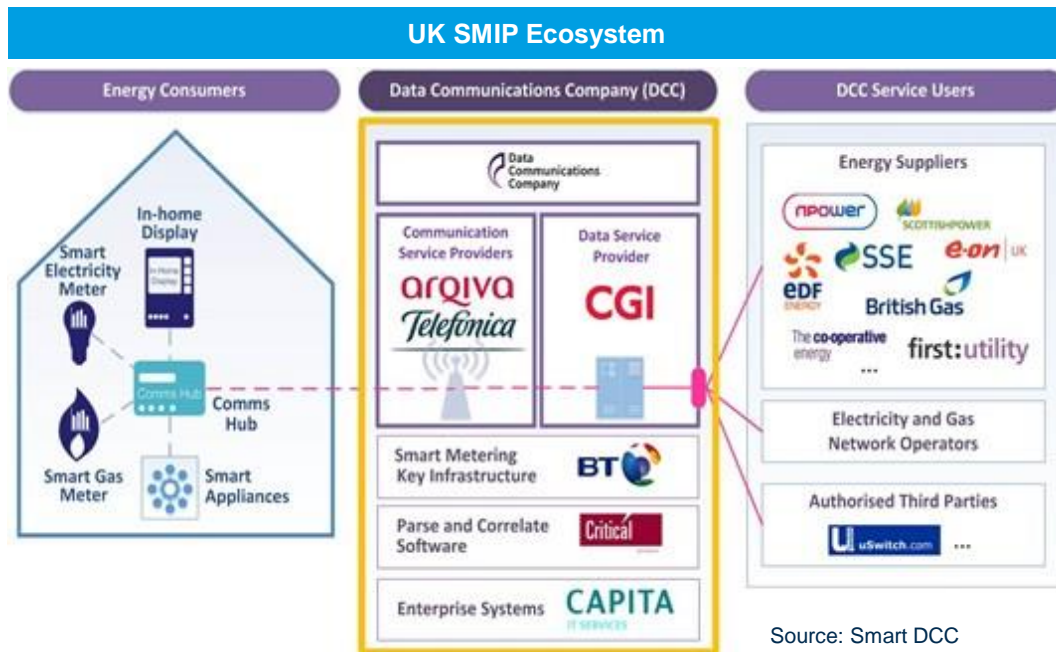 UK SMIP Ecosystem
Energy Consumers
Data Communications Company (DCC)
DCC Service Users
In-home
Display
Smart
Electricity
Meter
In-Home
Display
Comms Hub
Comms
Hub
Smart Gas
Meter
Smart
Appliances
Data
Communications
Company
Communication
Service Providers
arqiva
Telefónica
Data Service
Provider
CGI
Smart Metering
Key Infrastructure
BT
Parse and Correlate
Software
Critical
Enterprise Systems
CAPITA
IT SERVICES
Energy Suppliers
npower
SCOTTISHPOWER
eDF
ENERGY
SSE
e·on UK
British Gas
The co-operative
energy
first:utility
...
Electricity and Gas
Network Operators
Authorised Third Parties
U uSwitch.com ...
Source: Smart DCC